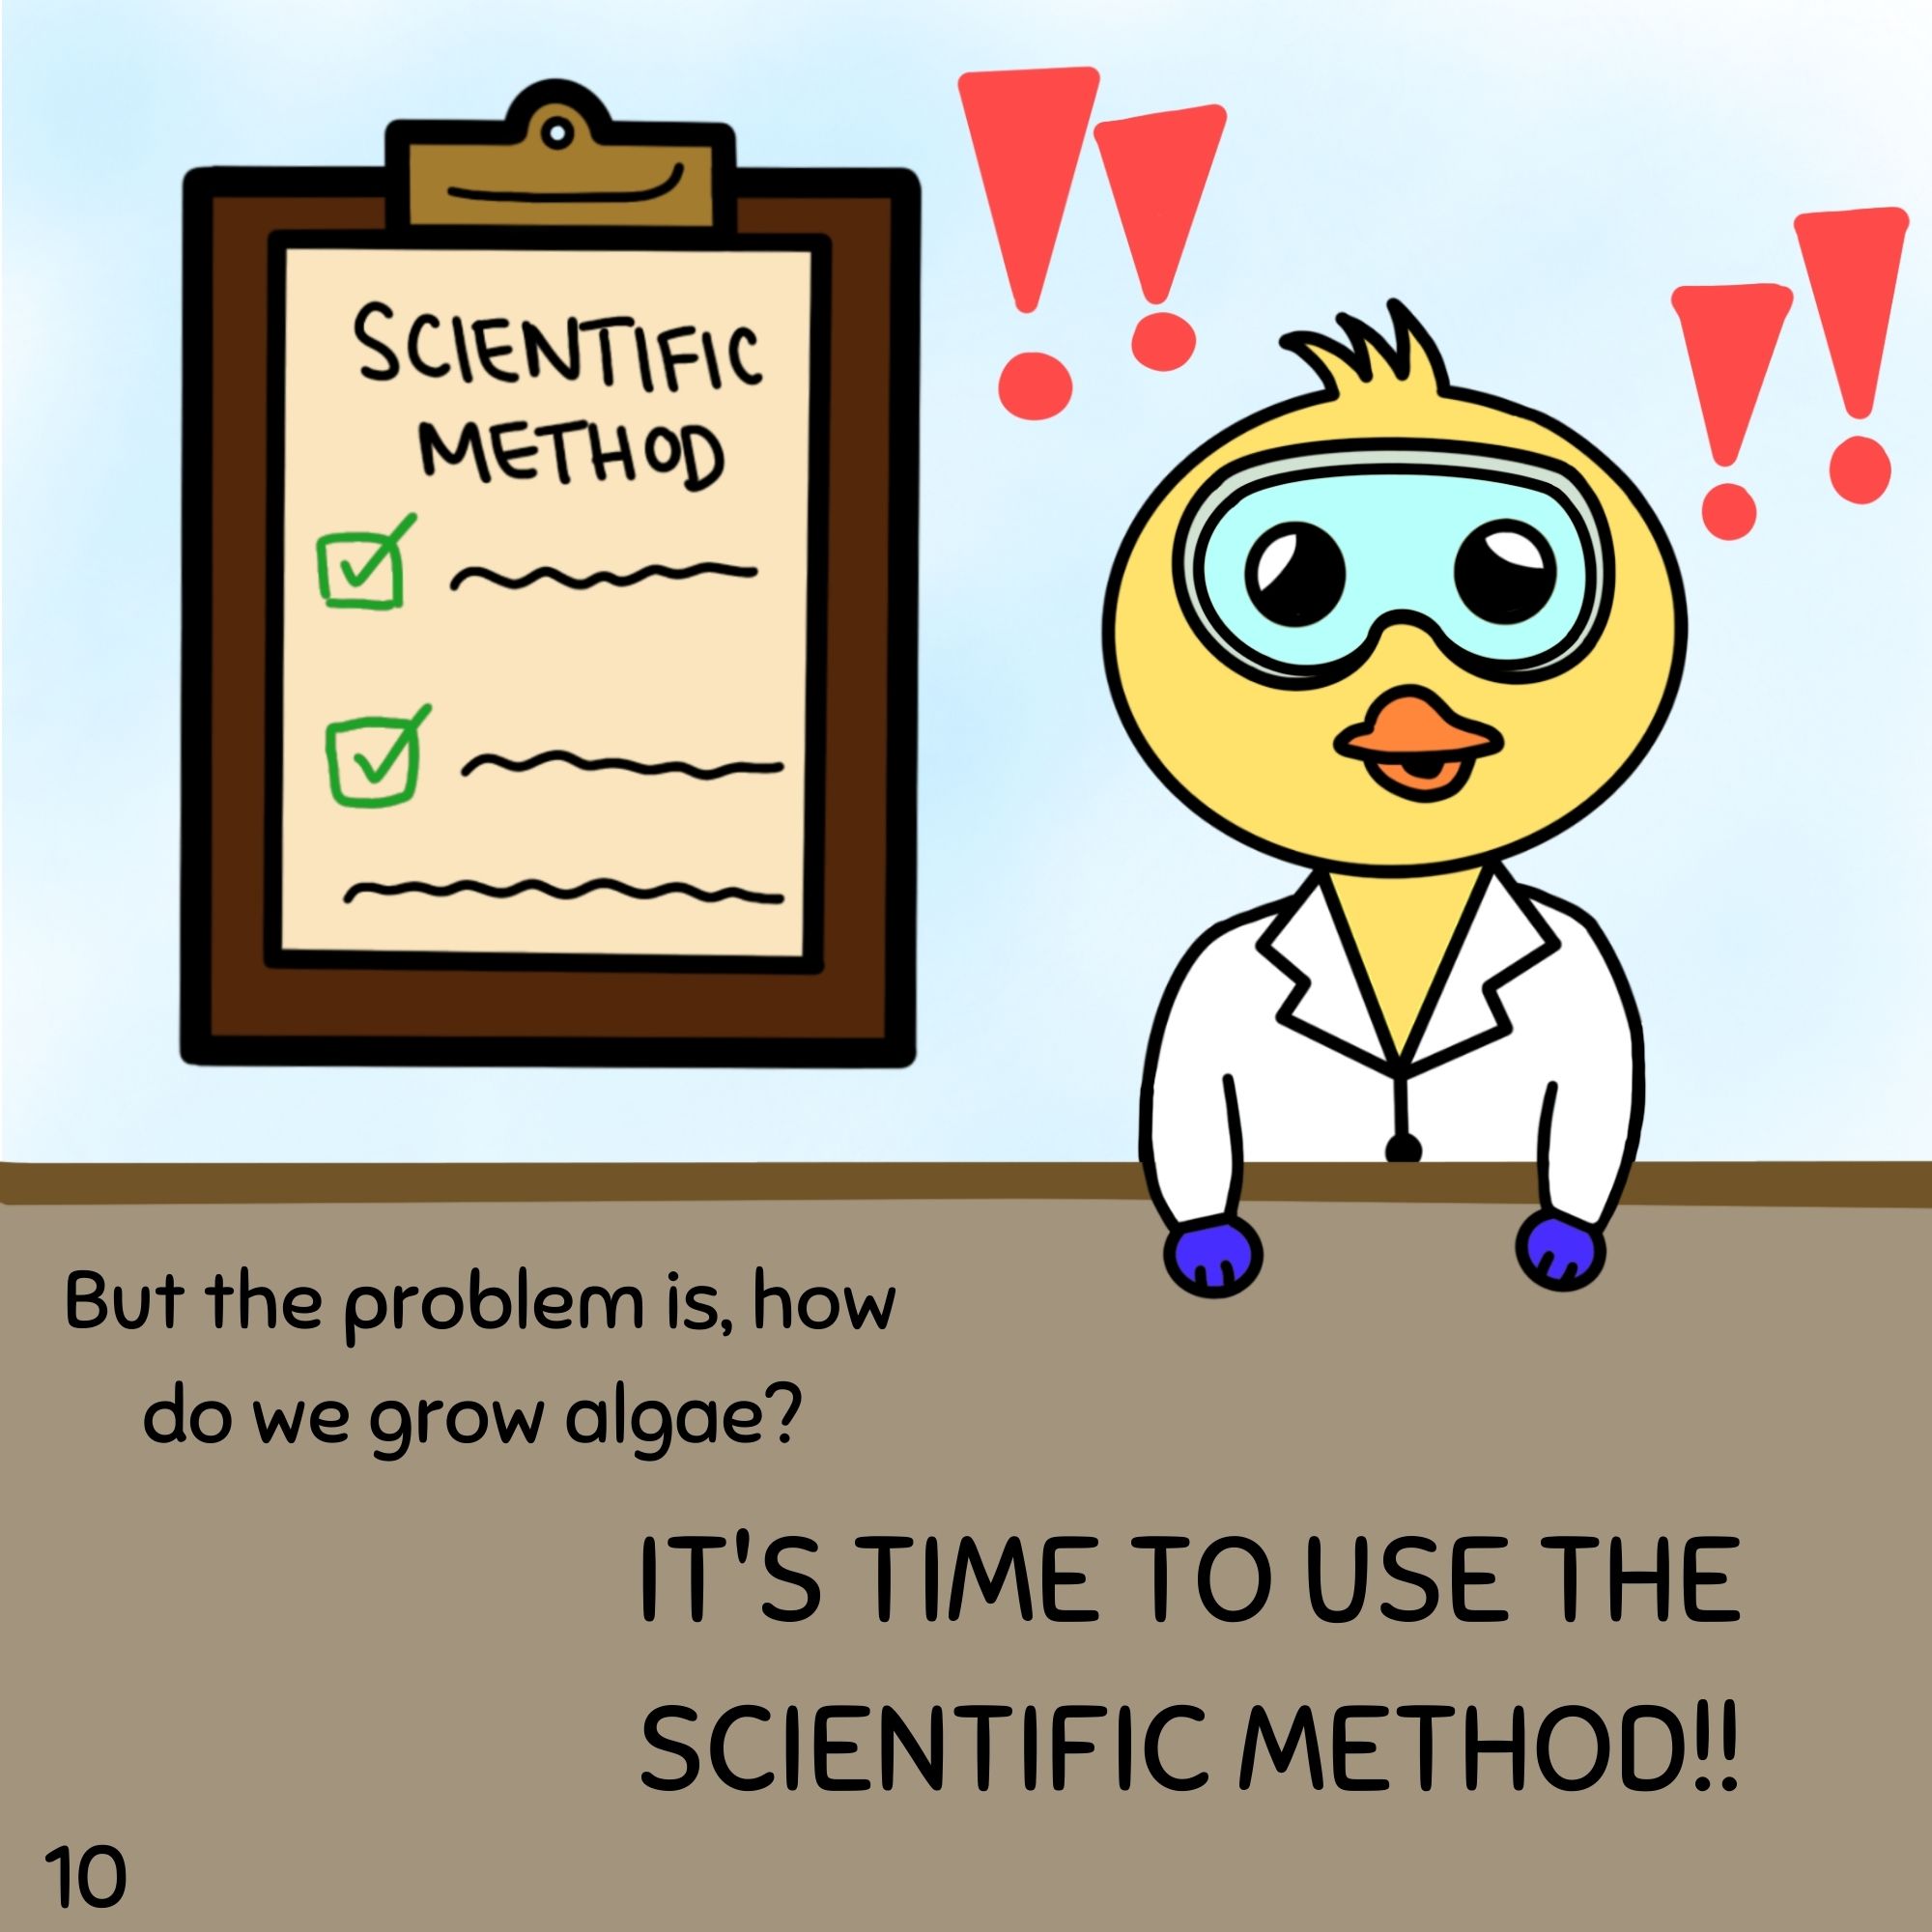 SCIENTIFIC
METHOD
But the problem is, how
do we grow algae?
IT'S TIME TO USE THE
SCIENTIFIC METHOD!!
10